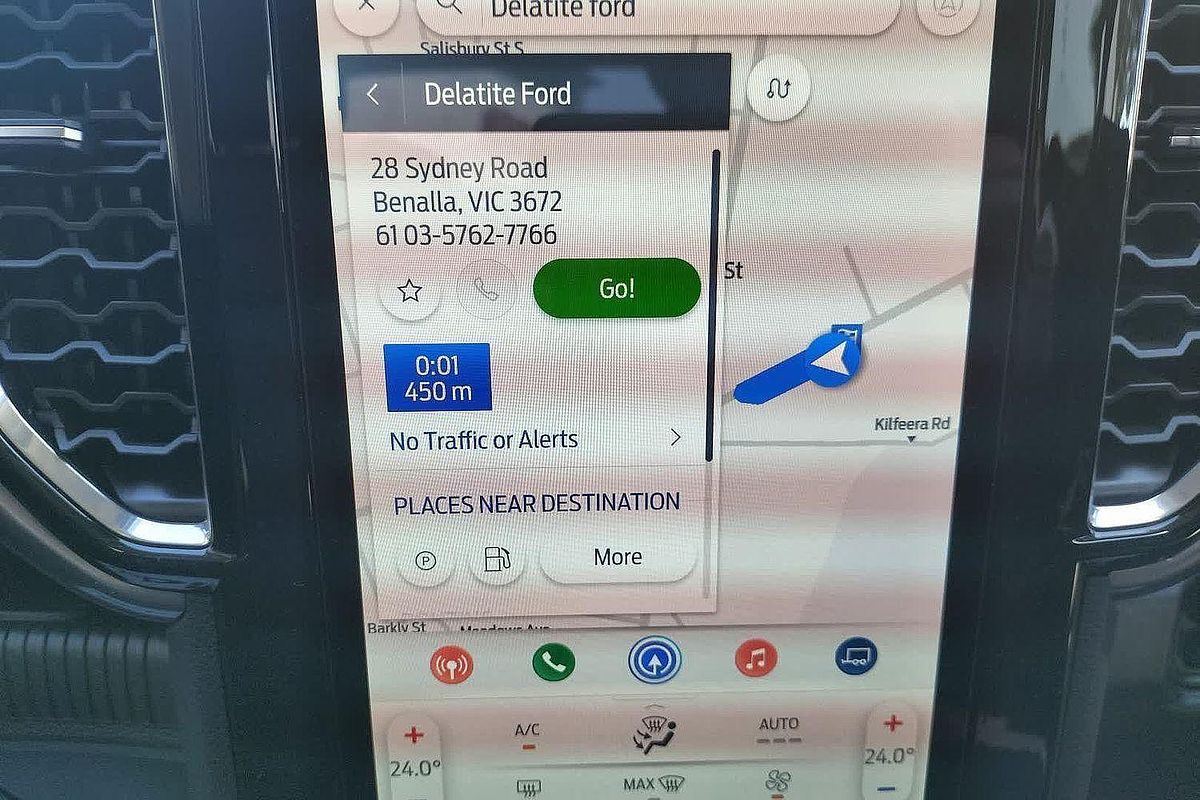 Delatite ford
Salisbury St S
Delatite Ford
28 Sydney Road
Benalla, VIC 3672
61 03-5762-7766
Go!
St
0:01
450 m
Kilfeera Rd
No Traffic or Alerts
PLACES NEAR DESTINATION
P
More
Barkly St
Meadows Ave
A/C
AUTO
24.0°
24.0°
MAX